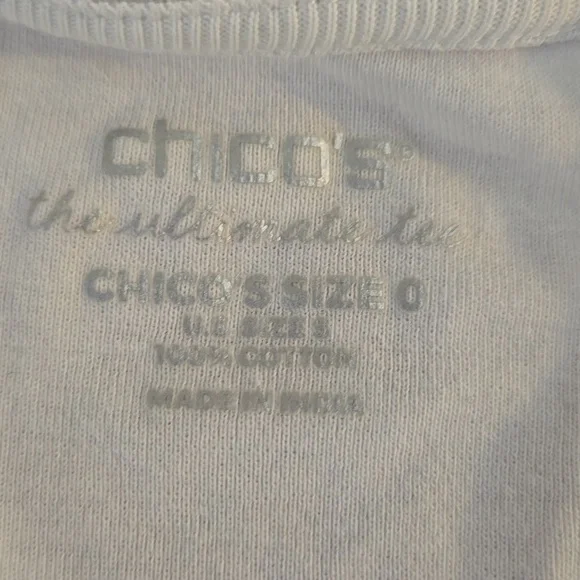 chico's®
the ultimate tee
CHICO'S SIZE 0
U.S. SIZE S
100% COTTON
MADE IN INDIA